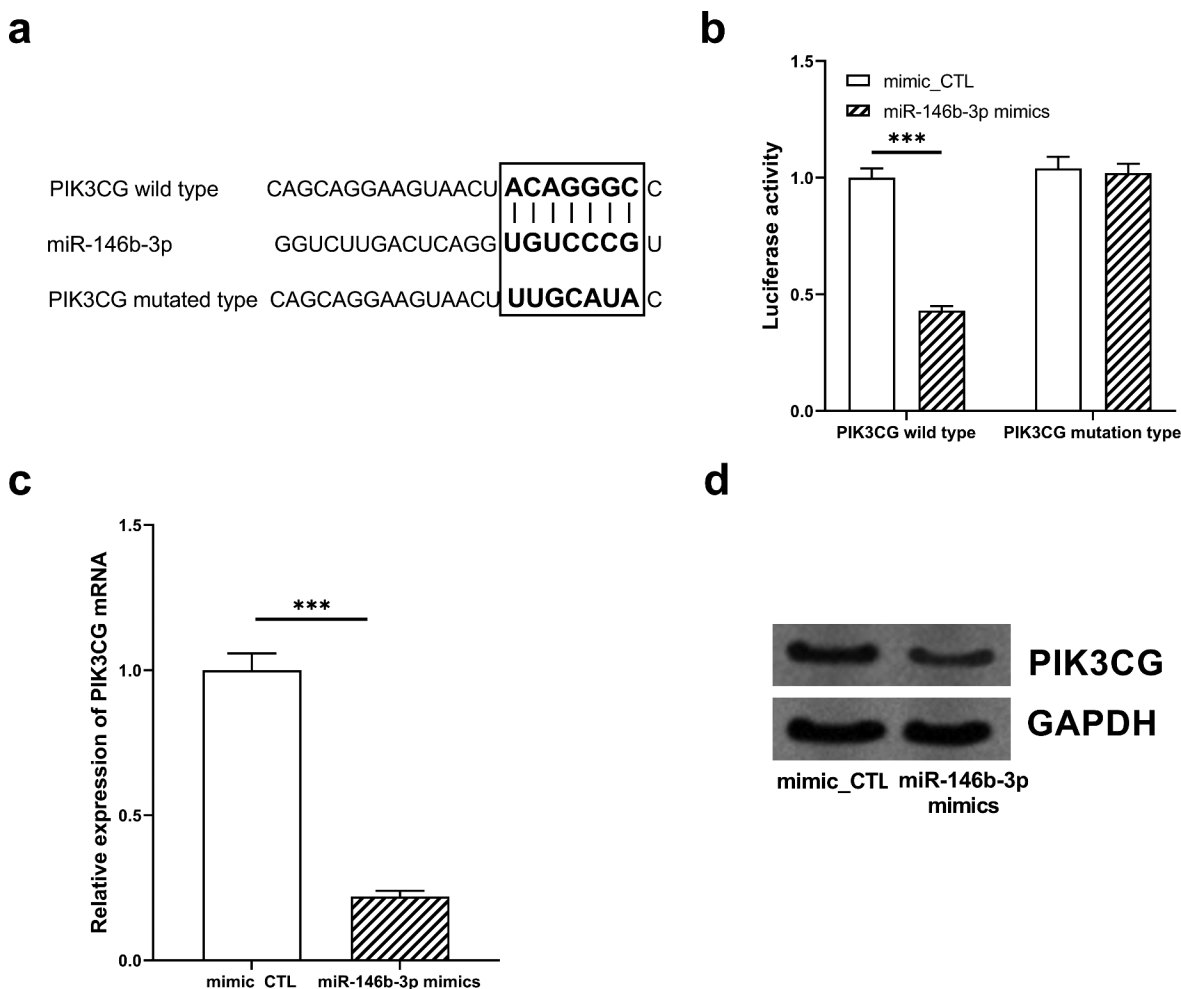 a
PIK3CG wild type CAGCAGGAAGUAACU ACAGGGC C
miR-146b-3p GGUCUUGACUCAGG UGUCCCG U
PIK3CG mutated type CAGCAGGAAGUAACU UUGCAUA C
b
Luciferase activity
1.5
1.0
0.5
0.0
mimic_CTL
miR-146b-3p mimics
***
PIK3CG wild type PIK3CG mutation type
c
Relative expression of PIK3CG mRNA
1.5
1.0
0.5
0.0
***
mimic_CTL miR-146b-3p mimics
d
PIK3CG
GAPDH
mimic_CTL miR-146b-3p
mimics